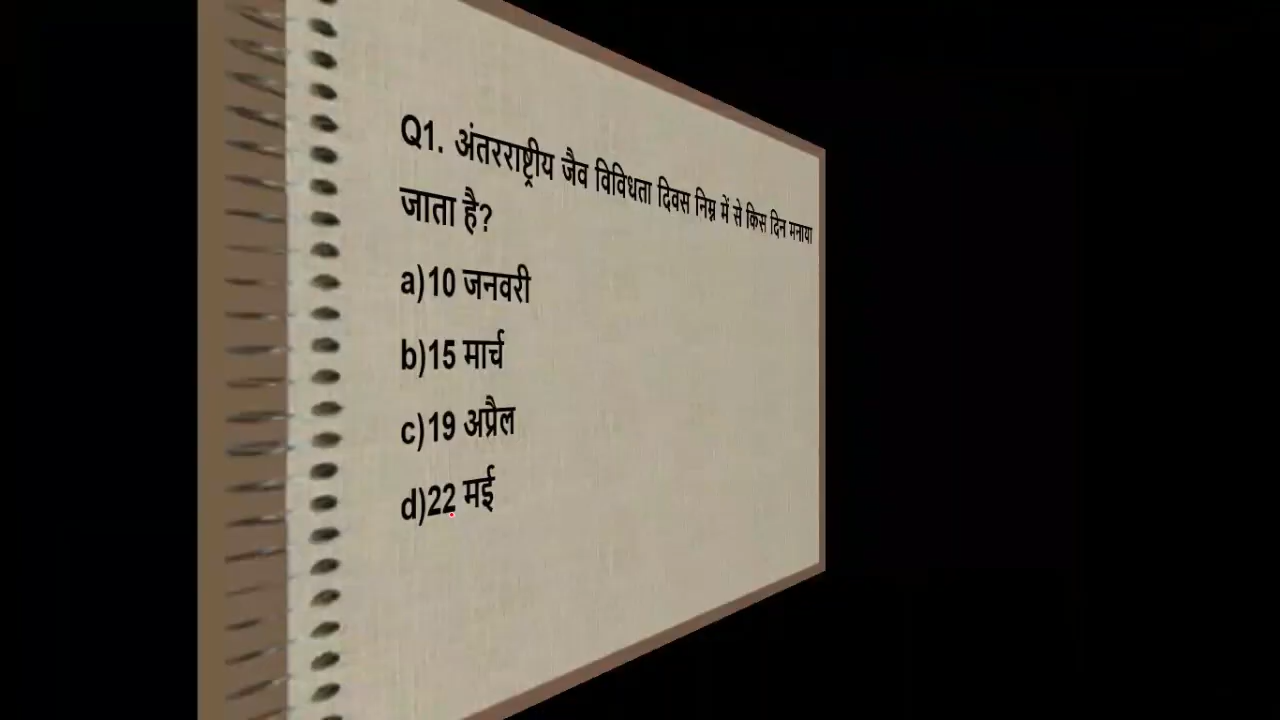 Q1. अंतरराष्ट्रीय जैव विविधता दिवस निम्न में से किस दिन मनाया
जाता है?
a)10 जनवरी
b)15 मार्च
c)19 अप्रैल
d)22 मई